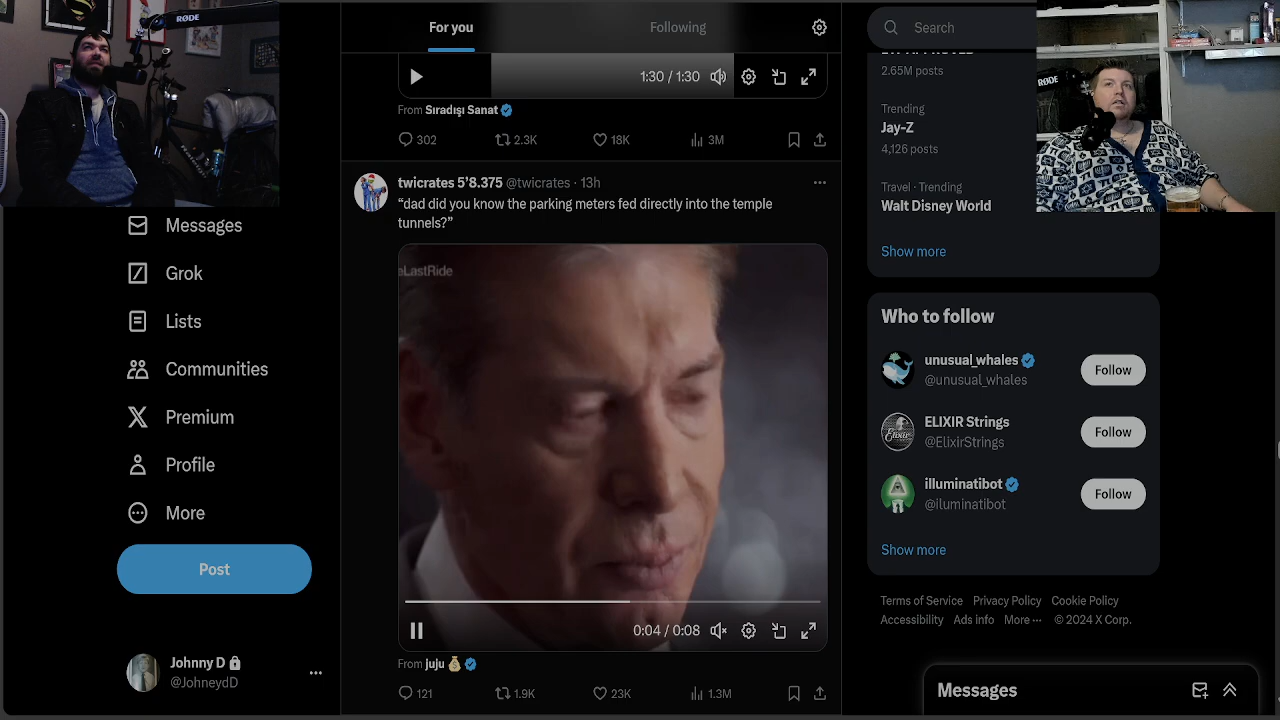 RØDE
RØDE
For you
Following
Search
2.65M posts
Trending
Jay-Z
4,126 posts
Travel · Trending
Walt Disney World
Show more
1:30 / 1:30
From Sıradışı Sanat
302
2.3K
18K
3M
twicrates 5'8.375 @twicrates · 13h
“dad did you know the parking meters fed directly into the temple
tunnels?”
eLastRide
0:04 / 0:08
From juju
121
1.9K
23K
1.3M
Messages
Grok
Lists
Communities
Premium
Profile
More
Post
Johnny D
@JohneydD
Who to follow
unusual_whales
@unusual_whales
Follow
ELIXIR Strings
@ElixirStrings
Follow
illuminatibot
@iluminatibot
Follow
Show more
Terms of Service Privacy Policy Cookie Policy
Accessibility Ads info More ··· © 2024 X Corp.
Messages